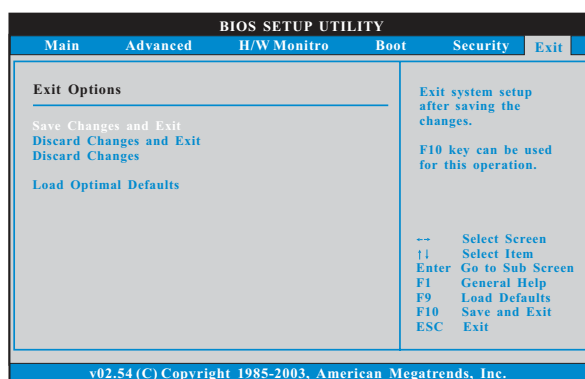 BIOS SETUP UTILITY
Main Advanced H/W Monitro Boot Security Exit
Exit Options
Save Changes and Exit
Discard Changes and Exit
Discard Changes
Load Optimal Defaults
Exit system setup
after saving the
changes.
F10 key can be used
for this operation.
←→ Select Screen
↑↓ Select Item
Enter Go to Sub Screen
F1 General Help
F9 Load Defaults
F10 Save and Exit
ESC Exit
v02.54 (C) Copyright 1985-2003, American Megatrends, Inc.